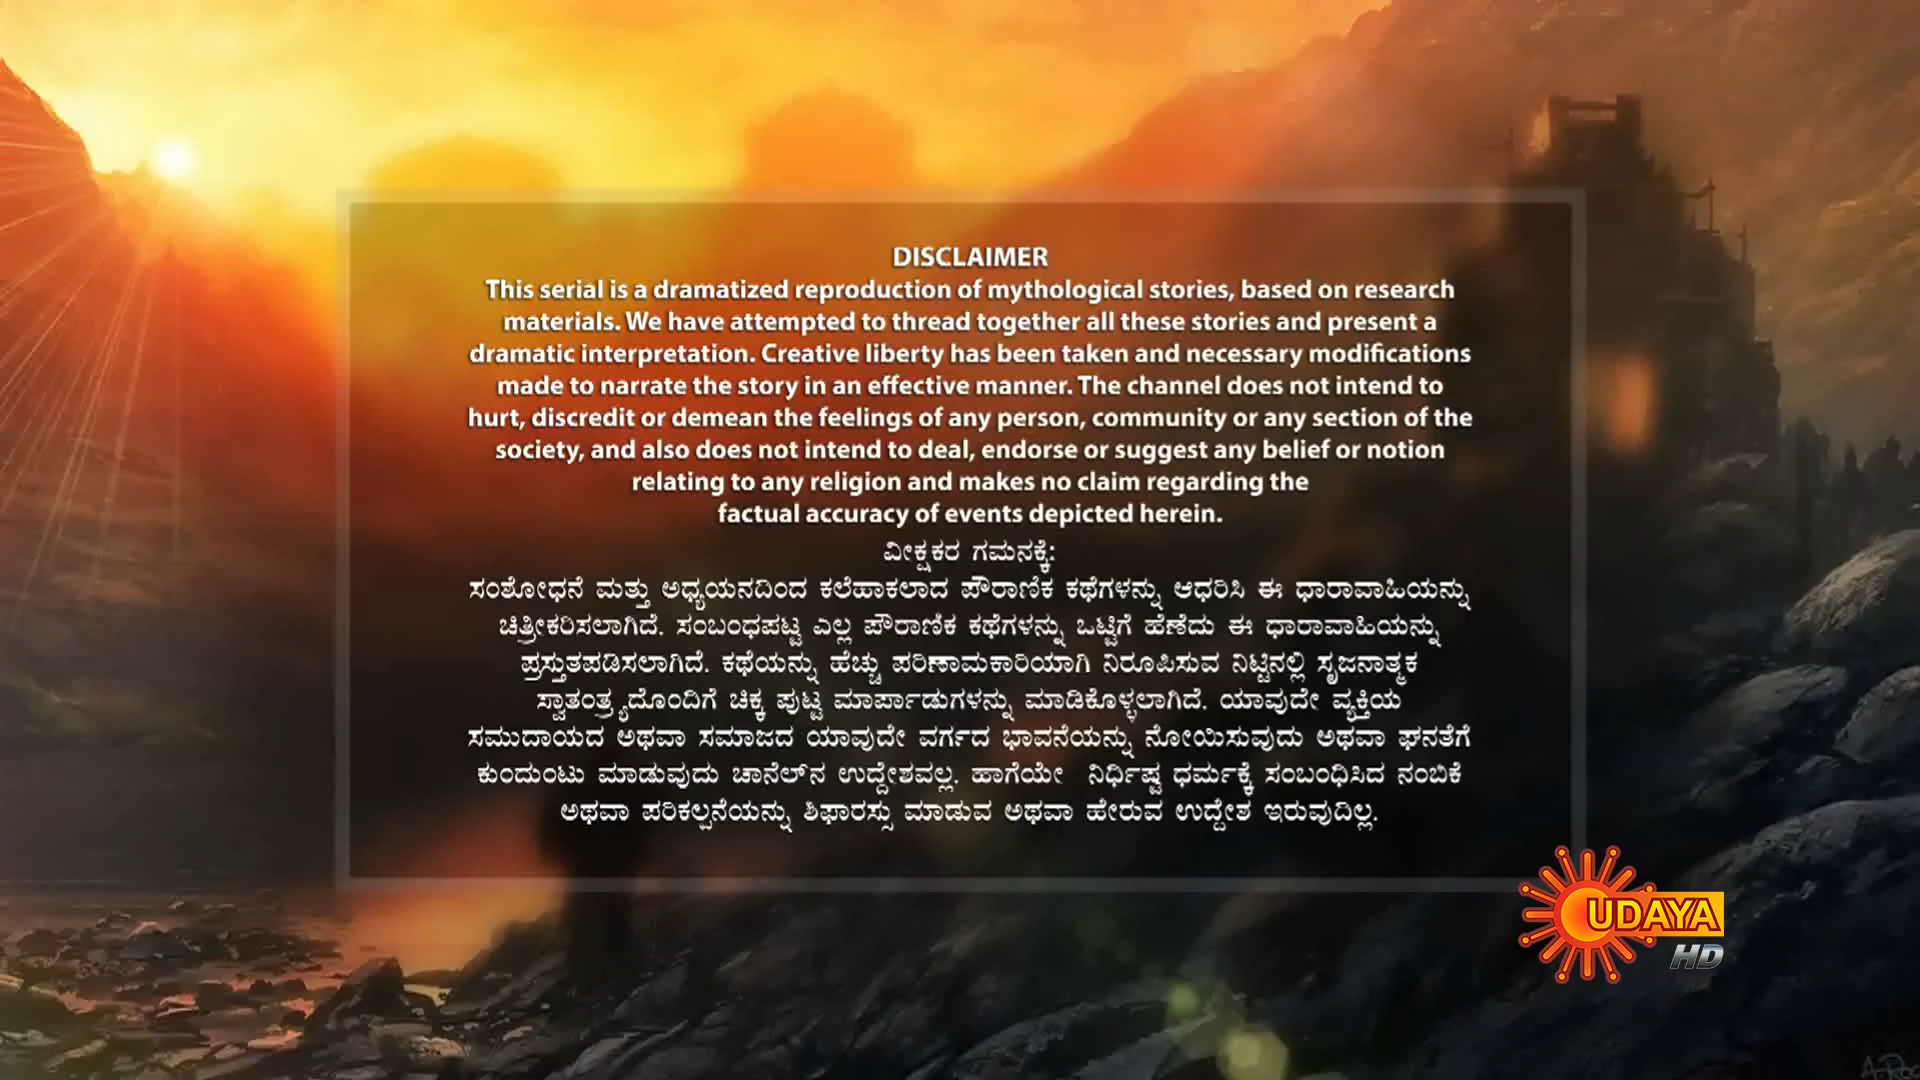 DISCLAIMER
This serial is a dramatized reproduction of mythological stories, based on research
materials. We have attempted to thread together all these stories and present a
dramatic interpretation. Creative liberty has been taken and necessary modifications
made to narrate the story in an effective manner. The channel does not intend to
hurt, discredit or demean the feelings of any person, community or any section of the
society, and also does not intend to deal, endorse or suggest any belief or notion
relating to any religion and makes no claim regarding the
factual accuracy of events depicted herein.
ವೀಕ್ಷಕರ ಗಮನಕ್ಕೆ:
ಸಂಶೋಧನೆ ಮತ್ತು ಅಧ್ಯಯನದಿಂದ ಕಲೆಹಾಕಲಾದ ಪೌರಾಣಿಕ ಕಥೆಗಳನ್ನು ಆಧರಿಸಿ ಈ ಧಾರಾವಾಹಿಯನ್ನು
ಚಿತ್ರೀಕರಿಸಲಾಗಿದೆ. ಸಂಬಂಧಪಟ್ಟ ಎಲ್ಲ ಪೌರಾಣಿಕ ಕಥೆಗಳನ್ನು ಒಟ್ಟಿಗೆ ಹೆಣೆದು ಈ ಧಾರಾವಾಹಿಯನ್ನು
ಪ್ರಸ್ತುತಪಡಿಸಲಾಗಿದೆ. ಕಥೆಯನ್ನು ಹೆಚ್ಚು ಪರಿಣಾಮಕಾರಿಯಾಗಿ ನಿರೂಪಿಸುವ ನಿಟ್ಟಿನಲ್ಲಿ ಸೃಜನಾತ್ಮಕ
ಸ್ವಾತಂತ್ರ್ಯದೊಂದಿಗೆ ಚಿಕ್ಕ ಪುಟ್ಟ ಮಾರ್ಪಾಡುಗಳನ್ನು ಮಾಡಿಕೊಳ್ಳಲಾಗಿದೆ. ಯಾವುದೇ ವ್ಯಕ್ತಿಯ
ಸಮುದಾಯದ ಅಥವಾ ಸಮಾಜದ ಯಾವುದೇ ವರ್ಗದ ಭಾವನೆಯನ್ನು ನೋಯಿಸುವುದು ಅಥವಾ ಘನತೆಗೆ
ಕುಂದುಂಟು ಮಾಡುವುದು ಚಾನೆಲ್‌ನ ಉದ್ದೇಶವಲ್ಲ. ಹಾಗೆಯೇ ನಿರ್ಧಿಷ್ಟ ಧರ್ಮಕ್ಕೆ ಸಂಬಂಧಿಸಿದ ನಂಬಿಕೆ
ಅಥವಾ ಪರಿಕಲ್ಪನೆಯನ್ನು ಶಿಫಾರಸ್ಸು ಮಾಡುವ ಅಥವಾ ಹೇರುವ ಉದ್ದೇಶ ಇರುವುದಿಲ್ಲ.
UDAYA
HD